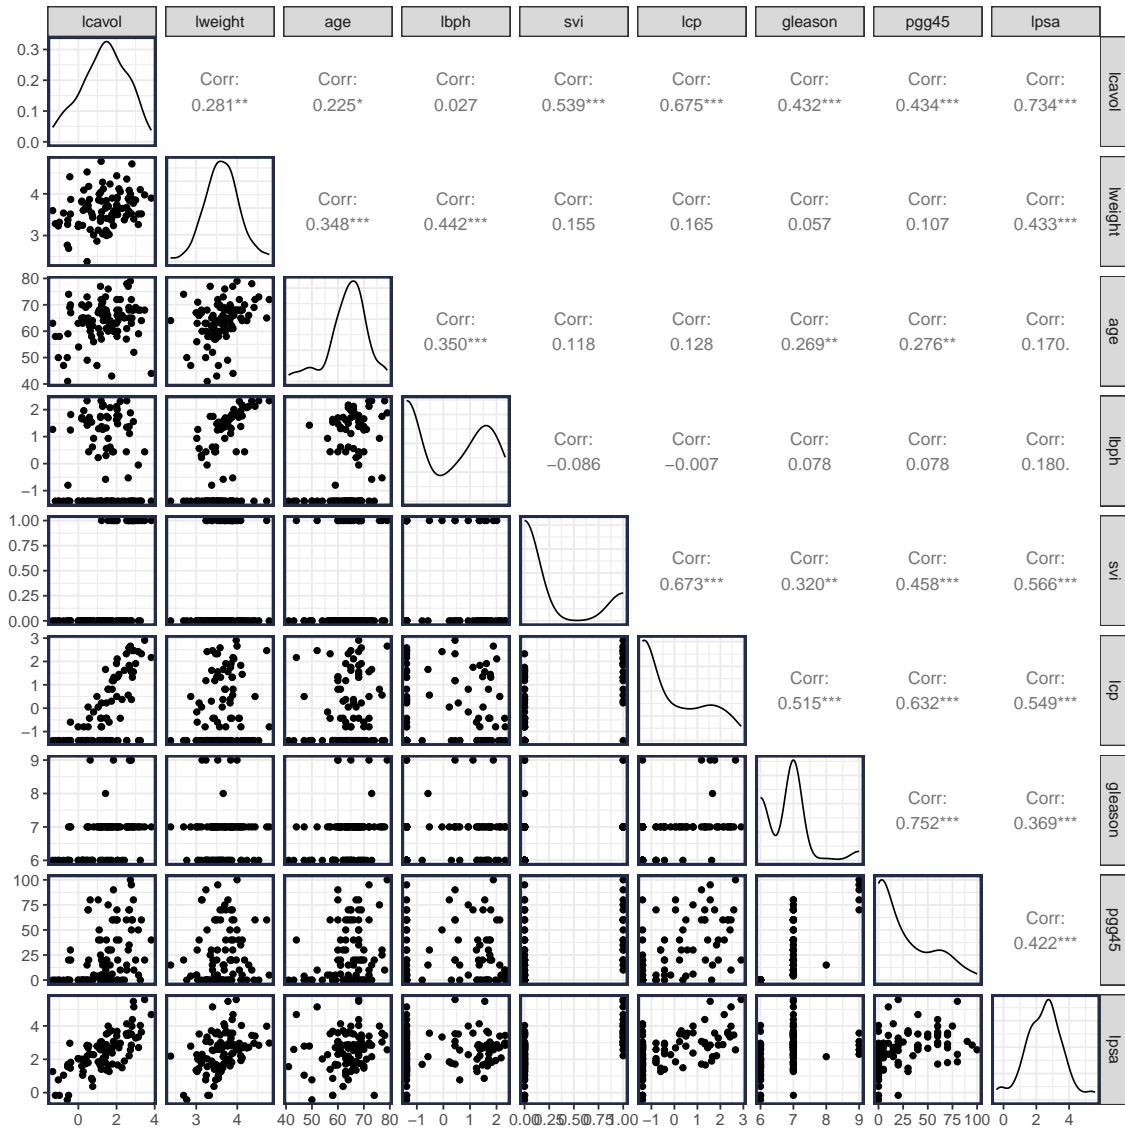 lcavol lweight age lbph svi lcp gleason pgg45 lpsa
0.3
0.2
0.1
0.0
Corr: Corr: Corr: Corr: Corr: Corr: Corr: Corr:
0.281** 0.225* 0.027 0.539*** 0.675*** 0.432*** 0.434*** 0.734***
lcavol
4
3
Corr: Corr: Corr: Corr: Corr: Corr: Corr:
0.348*** 0.442*** 0.155 0.165 0.057 0.107 0.433***
lweight
80
70
60
50
40
Corr: Corr: Corr: Corr: Corr: Corr:
0.350*** 0.118 0.128 0.269** 0.276** 0.170.
age
2
1
0
−1
Corr: Corr: Corr: Corr: Corr:
−0.086 −0.007 0.078 0.078 0.180.
lbph
1.00
0.75
0.50
0.25
0.00
Corr: Corr: Corr: Corr:
0.673*** 0.320** 0.458*** 0.566***
svi
3
2
1
0
−1
Corr: Corr: Corr:
0.515*** 0.632*** 0.549***
lcp
9
8
7
6
Corr: Corr:
0.752*** 0.369***
gleason
100
75
50
25
0
Corr:
0.422***
pgg45
4
2
0
lpsa
0 2 4 3 4 40 50 60 70 80 −1 0 1 2 0.00 0.25 0.50 0.75 1.00 −1 0 1 2 3 6 7 8 9 0 25 50 75 100 0 2 4